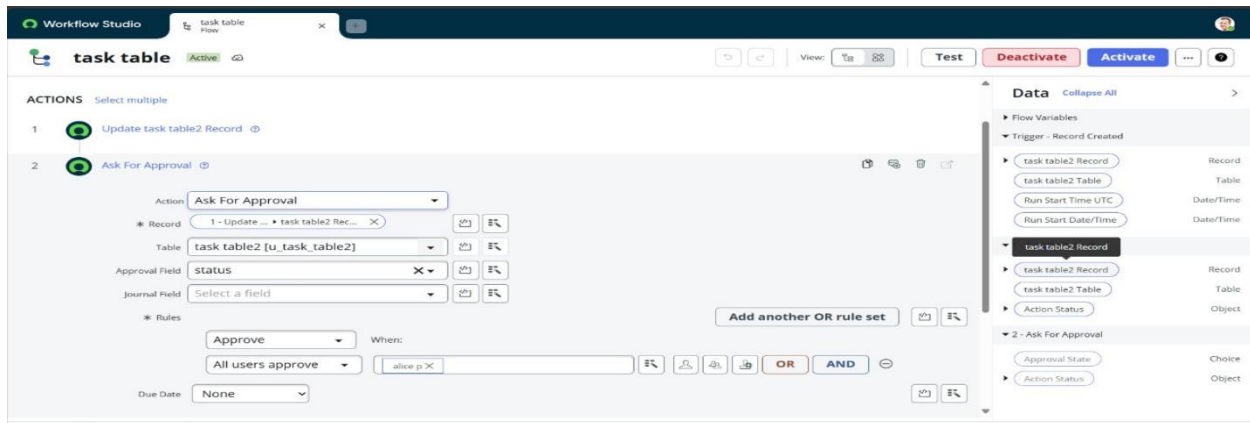 Workflow Studio
task table
Flow
task table Active
View:
Test Deactivate Activate
ACTIONS Select multiple
1 Update task table2 Record
2 Ask For Approval
Action Ask For Approval
* Record 1 - Update ... ▸ task table2 Rec... X
Table task table2 [u_task_table2]
Approval Field status
Journal Field Select a field
* Rules Add another OR rule set
Approve When:
All users approve alice p X OR AND
Due Date None
Data Collapse All
Flow Variables
Trigger - Record Created
task table2 Record Record
task table2 Table Table
Run Start Time UTC Date/Time
Run Start Date/Time Date/Time
task table2 Record
task table2 Record Record
task table2 Table Table
Action Status Object
2 - Ask For Approval
Approval State Choice
Action Status Object